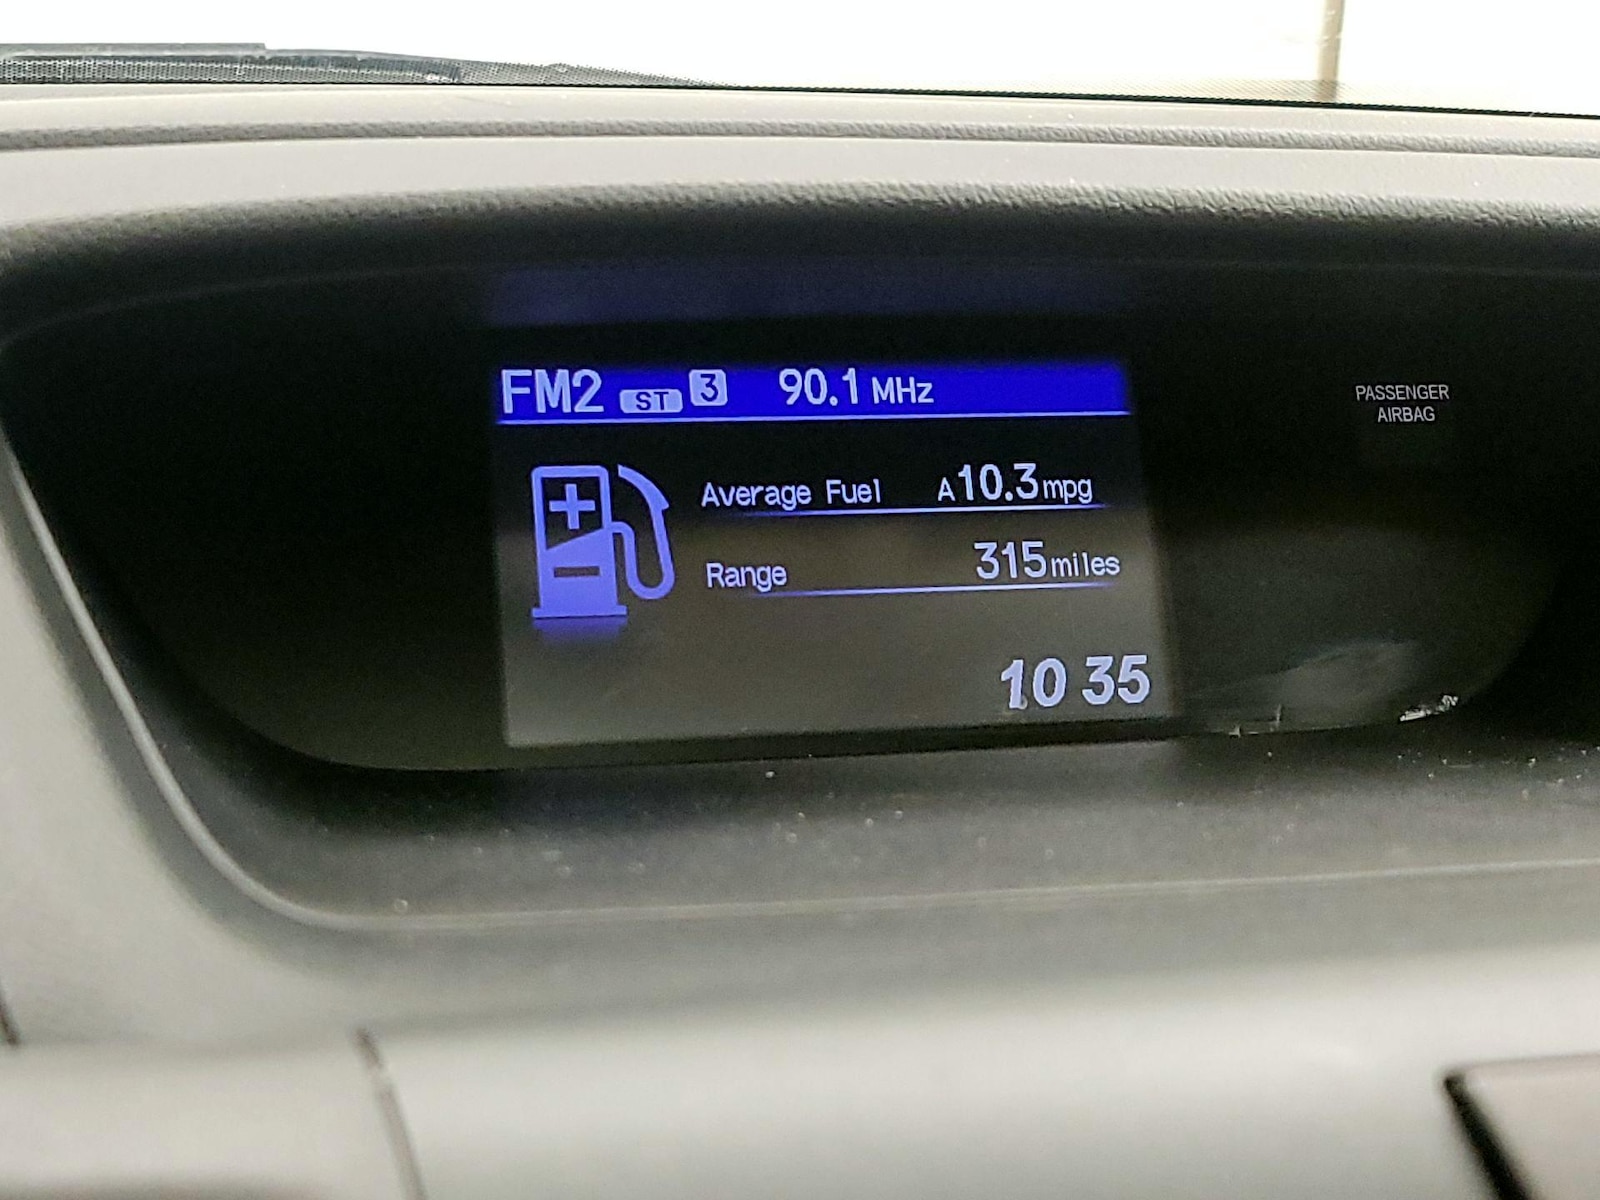 FM2 ST 3 90.1 MHz
PASSENGER
AIRBAG
Average Fuel A10.3mpg
Range 315miles
10 35